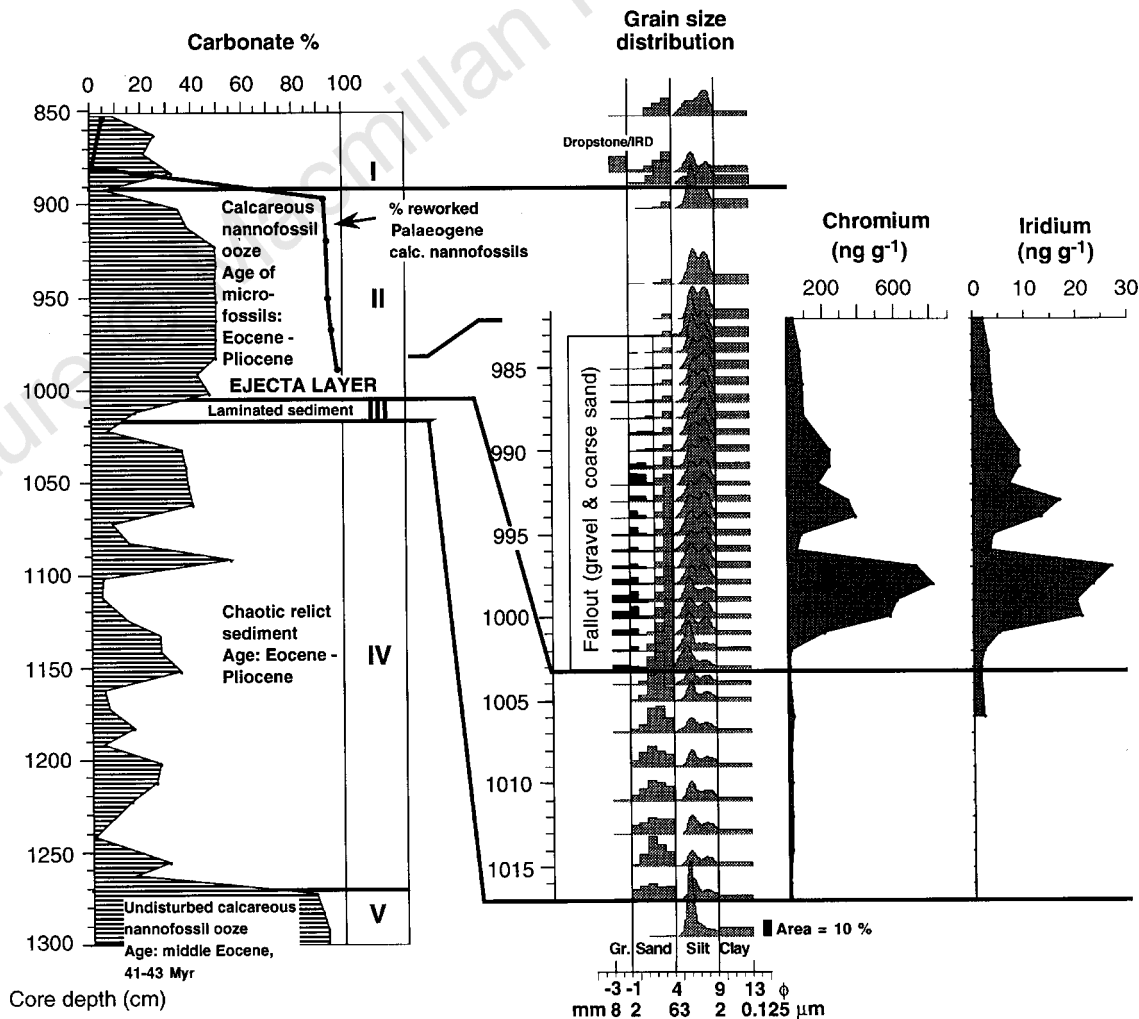 Grain size
distribution
Carbonate %
0 20 40 60 80 100
850
900
950
1000
1050
1100
1150
1200
1250
1300
Core depth (cm)
I
Calcareous
nannofossil
ooze
Age of
micro-
fossils:
Eocene -
Pliocene
% reworked
Palaeogene
calc. nannofossils
II
EJECTA LAYER
Laminated sediment
III
Chaotic relict
sediment
Age: Eocene -
Pliocene
IV
Undisturbed calcareous
nannofossil ooze
Age: middle Eocene,
41-43 Myr
V
Dropstone/IRD
985
990
995
1000
1005
1010
1015
Fallout (gravel & coarse sand)
Area = 10 %
Gr. Sand Silt Clay
-3 -1 4 9 13 ϕ
mm 8 2 63 2 0.125 μm
Chromium
(ng g-1)
200 600
Iridium
(ng g-1)
0 10 20 30
© Macmillan